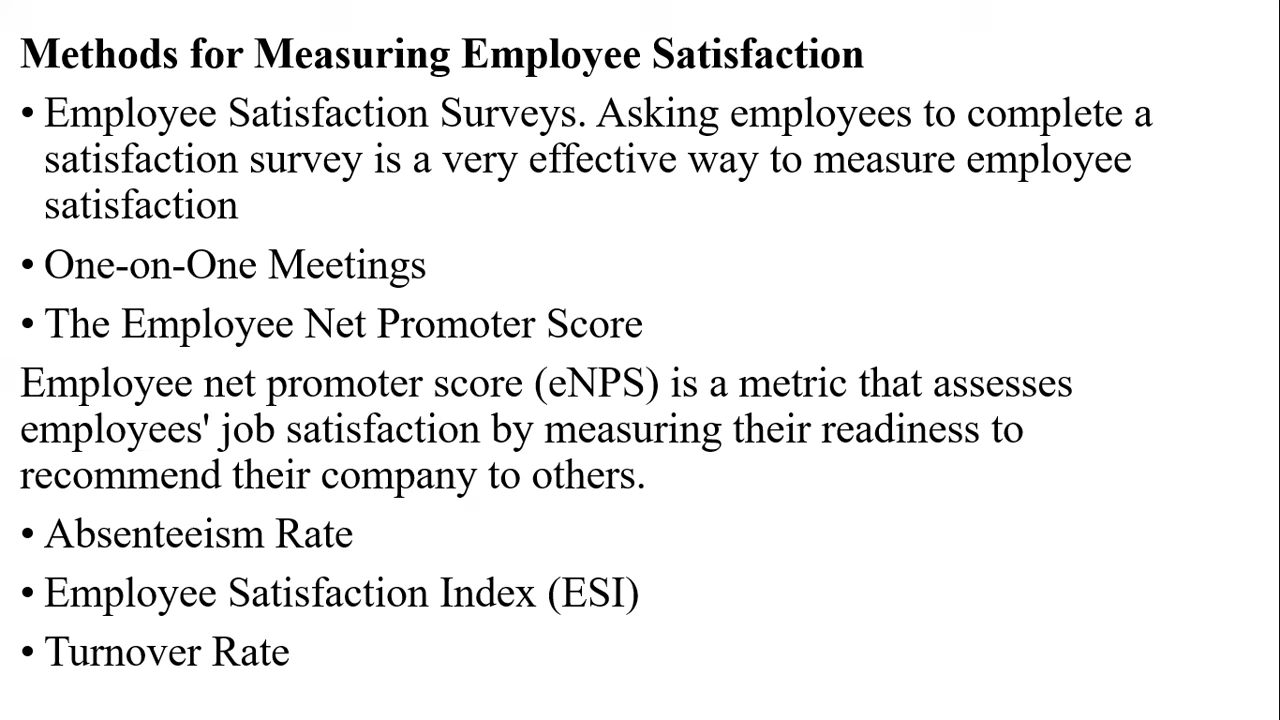 Methods for Measuring Employee Satisfaction
• Employee Satisfaction Surveys. Asking employees to complete a
satisfaction survey is a very effective way to measure employee
satisfaction
• One-on-One Meetings
• The Employee Net Promoter Score
Employee net promoter score (eNPS) is a metric that assesses
employees' job satisfaction by measuring their readiness to
recommend their company to others.
• Absenteeism Rate
• Employee Satisfaction Index (ESI)
• Turnover Rate